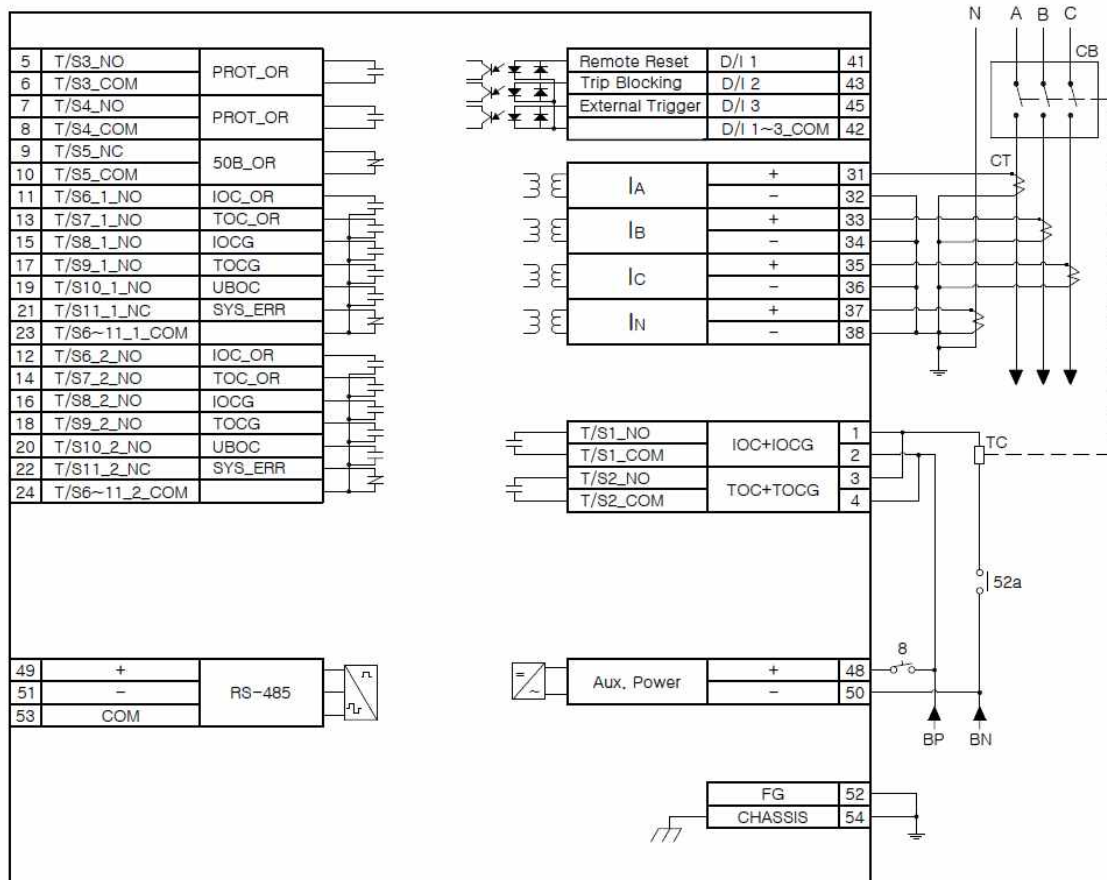 N A B C
CB
5 T/S3_NO PROT_OR
6 T/S3_COM
7 T/S4_NO PROT_OR
8 T/S4_COM
9 T/S5_NC 50B_OR
10 T/S5_COM
11 T/S6_1_NO IOC_OR
13 T/S7_1_NO TOC_OR
15 T/S8_1_NO IOCG
17 T/S9_1_NO TOCG
19 T/S10_1_NO UBOC
21 T/S11_1_NC SYS_ERR
23 T/S6~11_1_COM
12 T/S6_2_NO IOC_OR
14 T/S7_2_NO TOC_OR
16 T/S8_2_NO IOCG
18 T/S9_2_NO TOCG
20 T/S10_2_NO UBOC
22 T/S11_2_NC SYS_ERR
24 T/S6~11_2_COM
Remote Reset D/I 1 41
Trip Blocking D/I 2 43
External Trigger D/I 3 45
D/I 1~3_COM 42
CT
IA + 31
− 32
IB + 33
− 34
IC + 35
− 36
IN + 37
− 38
T/S1_NO IOC+IOCG 1
T/S1_COM 2
T/S2_NO TOC+TOCG 3
T/S2_COM 4
TC
52a
49 + RS-485
51 −
53 COM
= ~
Aux. Power + 48
− 50
8
BP BN
FG 52
CHASSIS 54